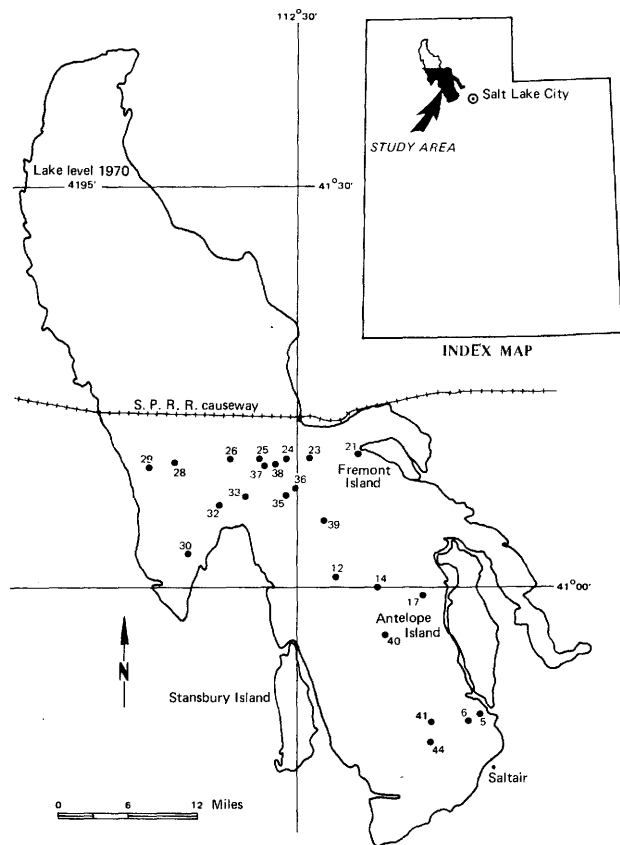 112°30'
Salt Lake City
STUDY AREA
Lake level 1970
4195'
41°30'
INDEX MAP
S. P. R. R. causeway
29
28
26
25
24
23
21
37
38
Fremont
Island
36
33
35
32
39
30
12
14
41°00'
17
Antelope
Island
40
N
Stansbury Island
41
6
5
44
Saltair
0 6 12 Miles